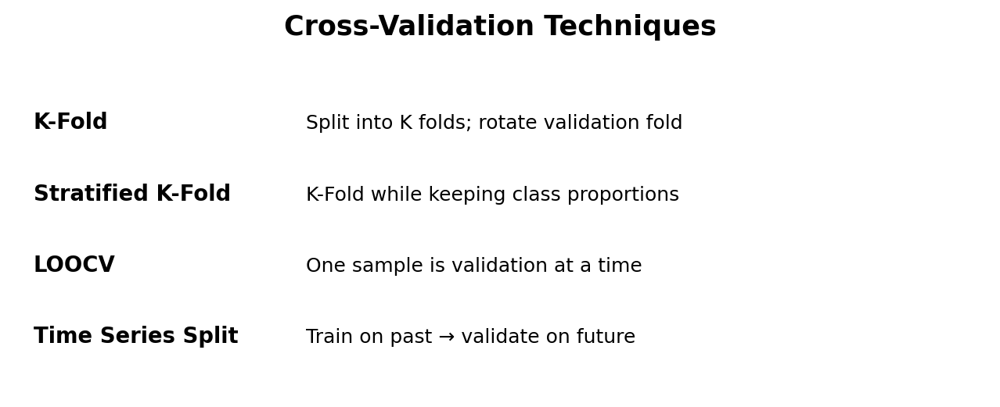 Cross-Validation Techniques
K-Fold Split into K folds; rotate validation fold
Stratified K-Fold K-Fold while keeping class proportions
LOOCV One sample is validation at a time
Time Series Split Train on past → validate on future